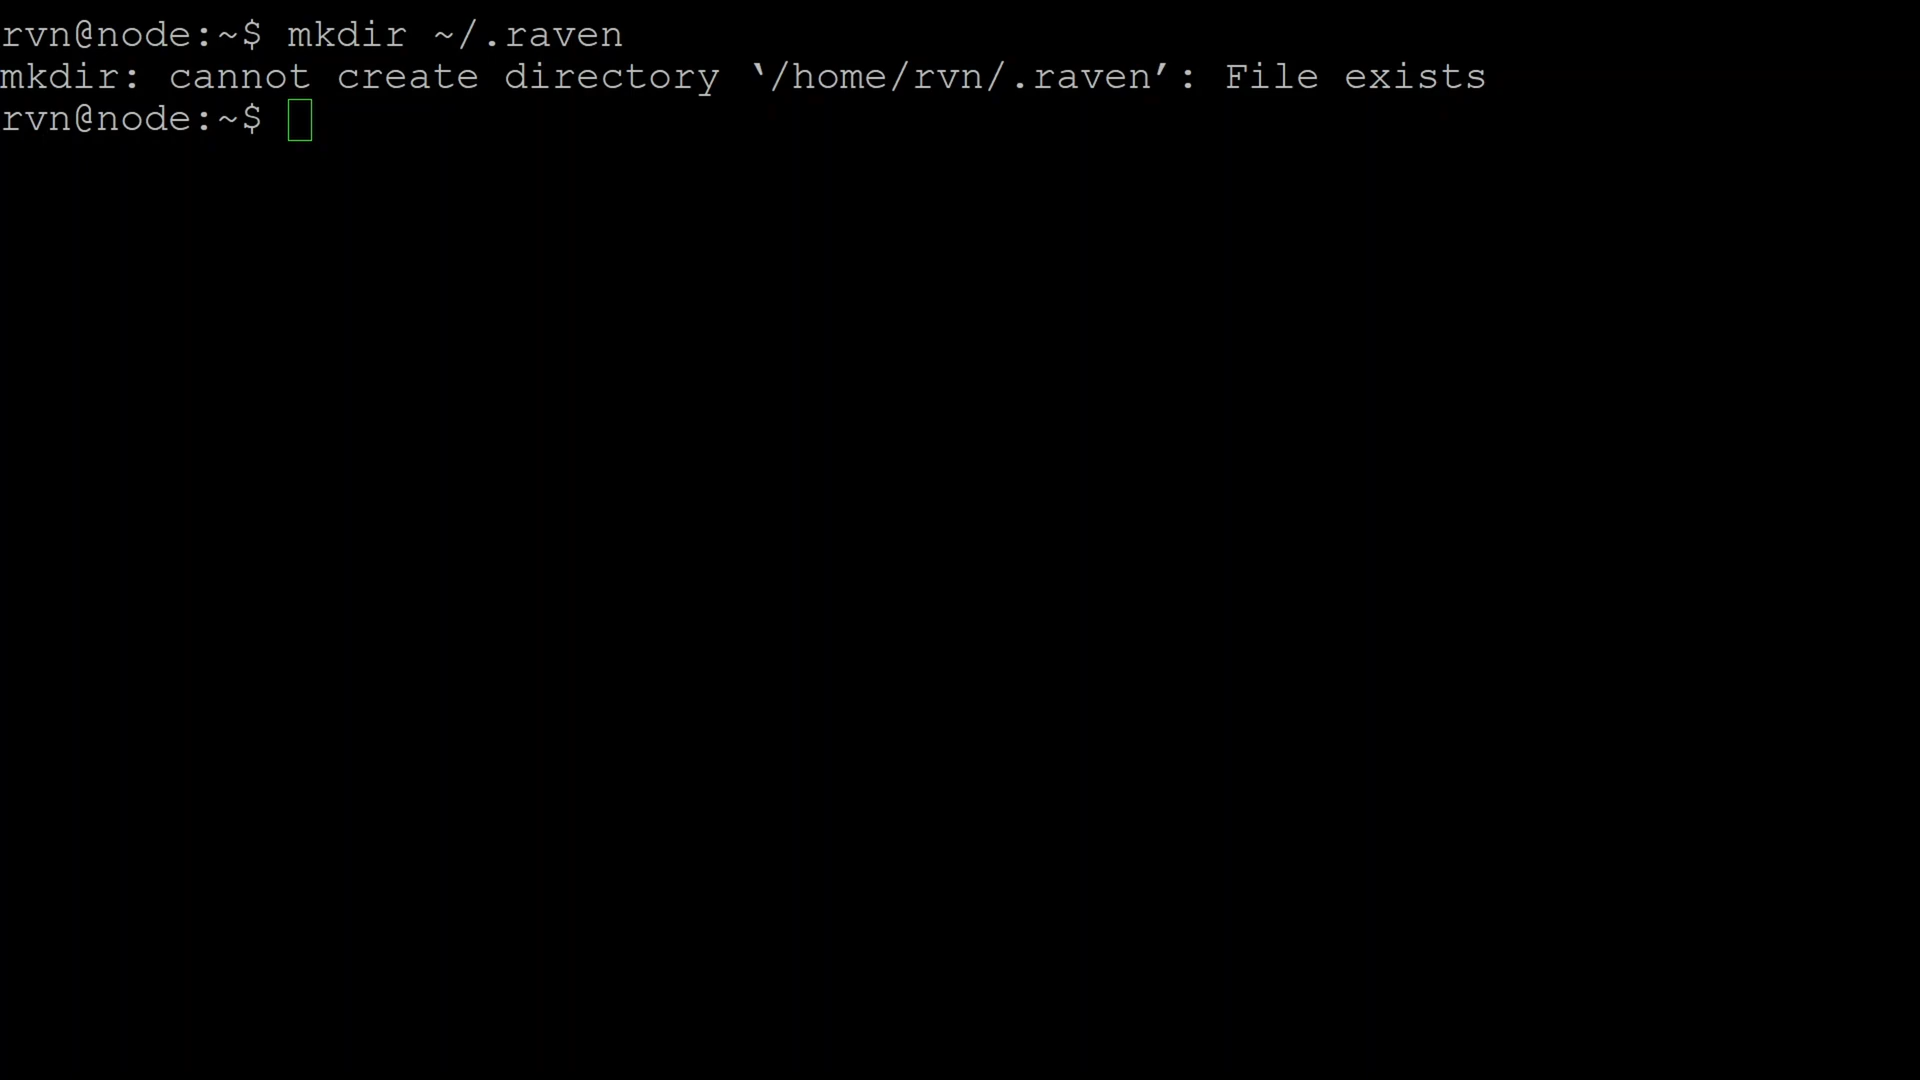 rvn@node:~$ mkdir ~/.raven
mkdir: cannot create directory ‘/home/rvn/.raven’: File exists
rvn@node:~$